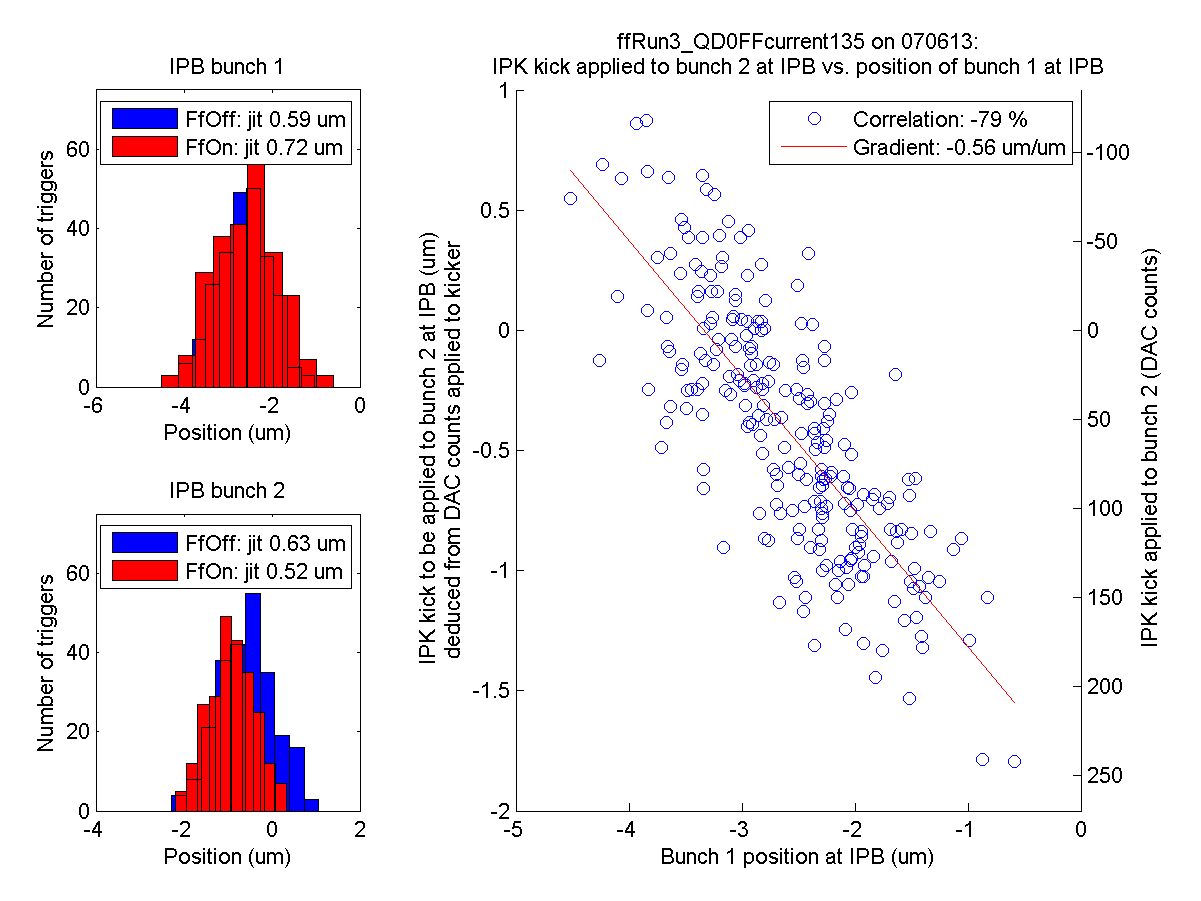 IPB bunch 1
FfOff: jit 0.59 um
FfOn: jit 0.72 um
Number of triggers
0
20
40
60
-6
-4
-2
0
Position (um)
IPB bunch 2
FfOff: jit 0.63 um
FfOn: jit 0.52 um
Number of triggers
0
20
40
60
-4
-2
0
2
Position (um)
ffRun3_QD0FFcurrent135 on 070613:
IPK kick applied to bunch 2 at IPB vs. position of bunch 1 at IPB
Correlation: -79 %
Gradient: -0.56 um/um
IPK kick to be applied to bunch 2 at IPB (um)
deduced from DAC counts applied to kicker
1
0.5
0
-0.5
-1
-1.5
-2
-5
-4
-3
-2
-1
0
Bunch 1 position at IPB (um)
-100
-50
0
50
100
150
200
250
IPK kick applied to bunch 2 (DAC counts)